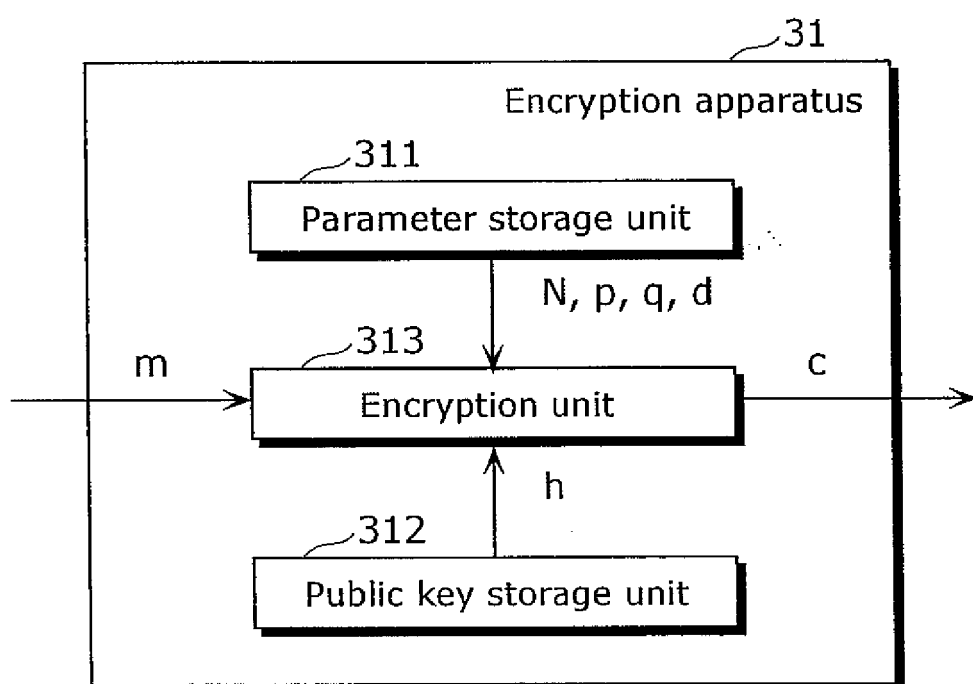 31
Encryption apparatus
311
Parameter storage unit
N, p, q, d
313
m
Encryption unit
c
h
312
Public key storage unit